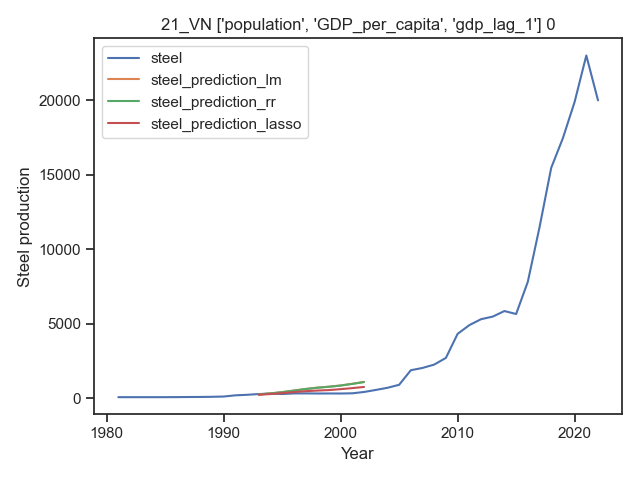 21_VN ['population', 'GDP_per_capita', 'gdp_lag_1'] 0
steel
steel_prediction_lm
steel_prediction_rr
steel_prediction_lasso
Steel production
20000
15000
10000
5000
0
1980
1990
2000
2010
2020
Year